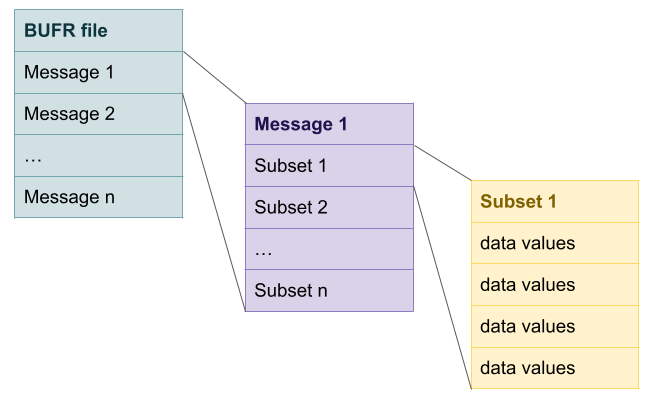 BUFR file
Message 1
Message 2
…
Message n
Message 1
Subset 1
Subset 2
…
Subset n
Subset 1
data values
data values
data values
data values